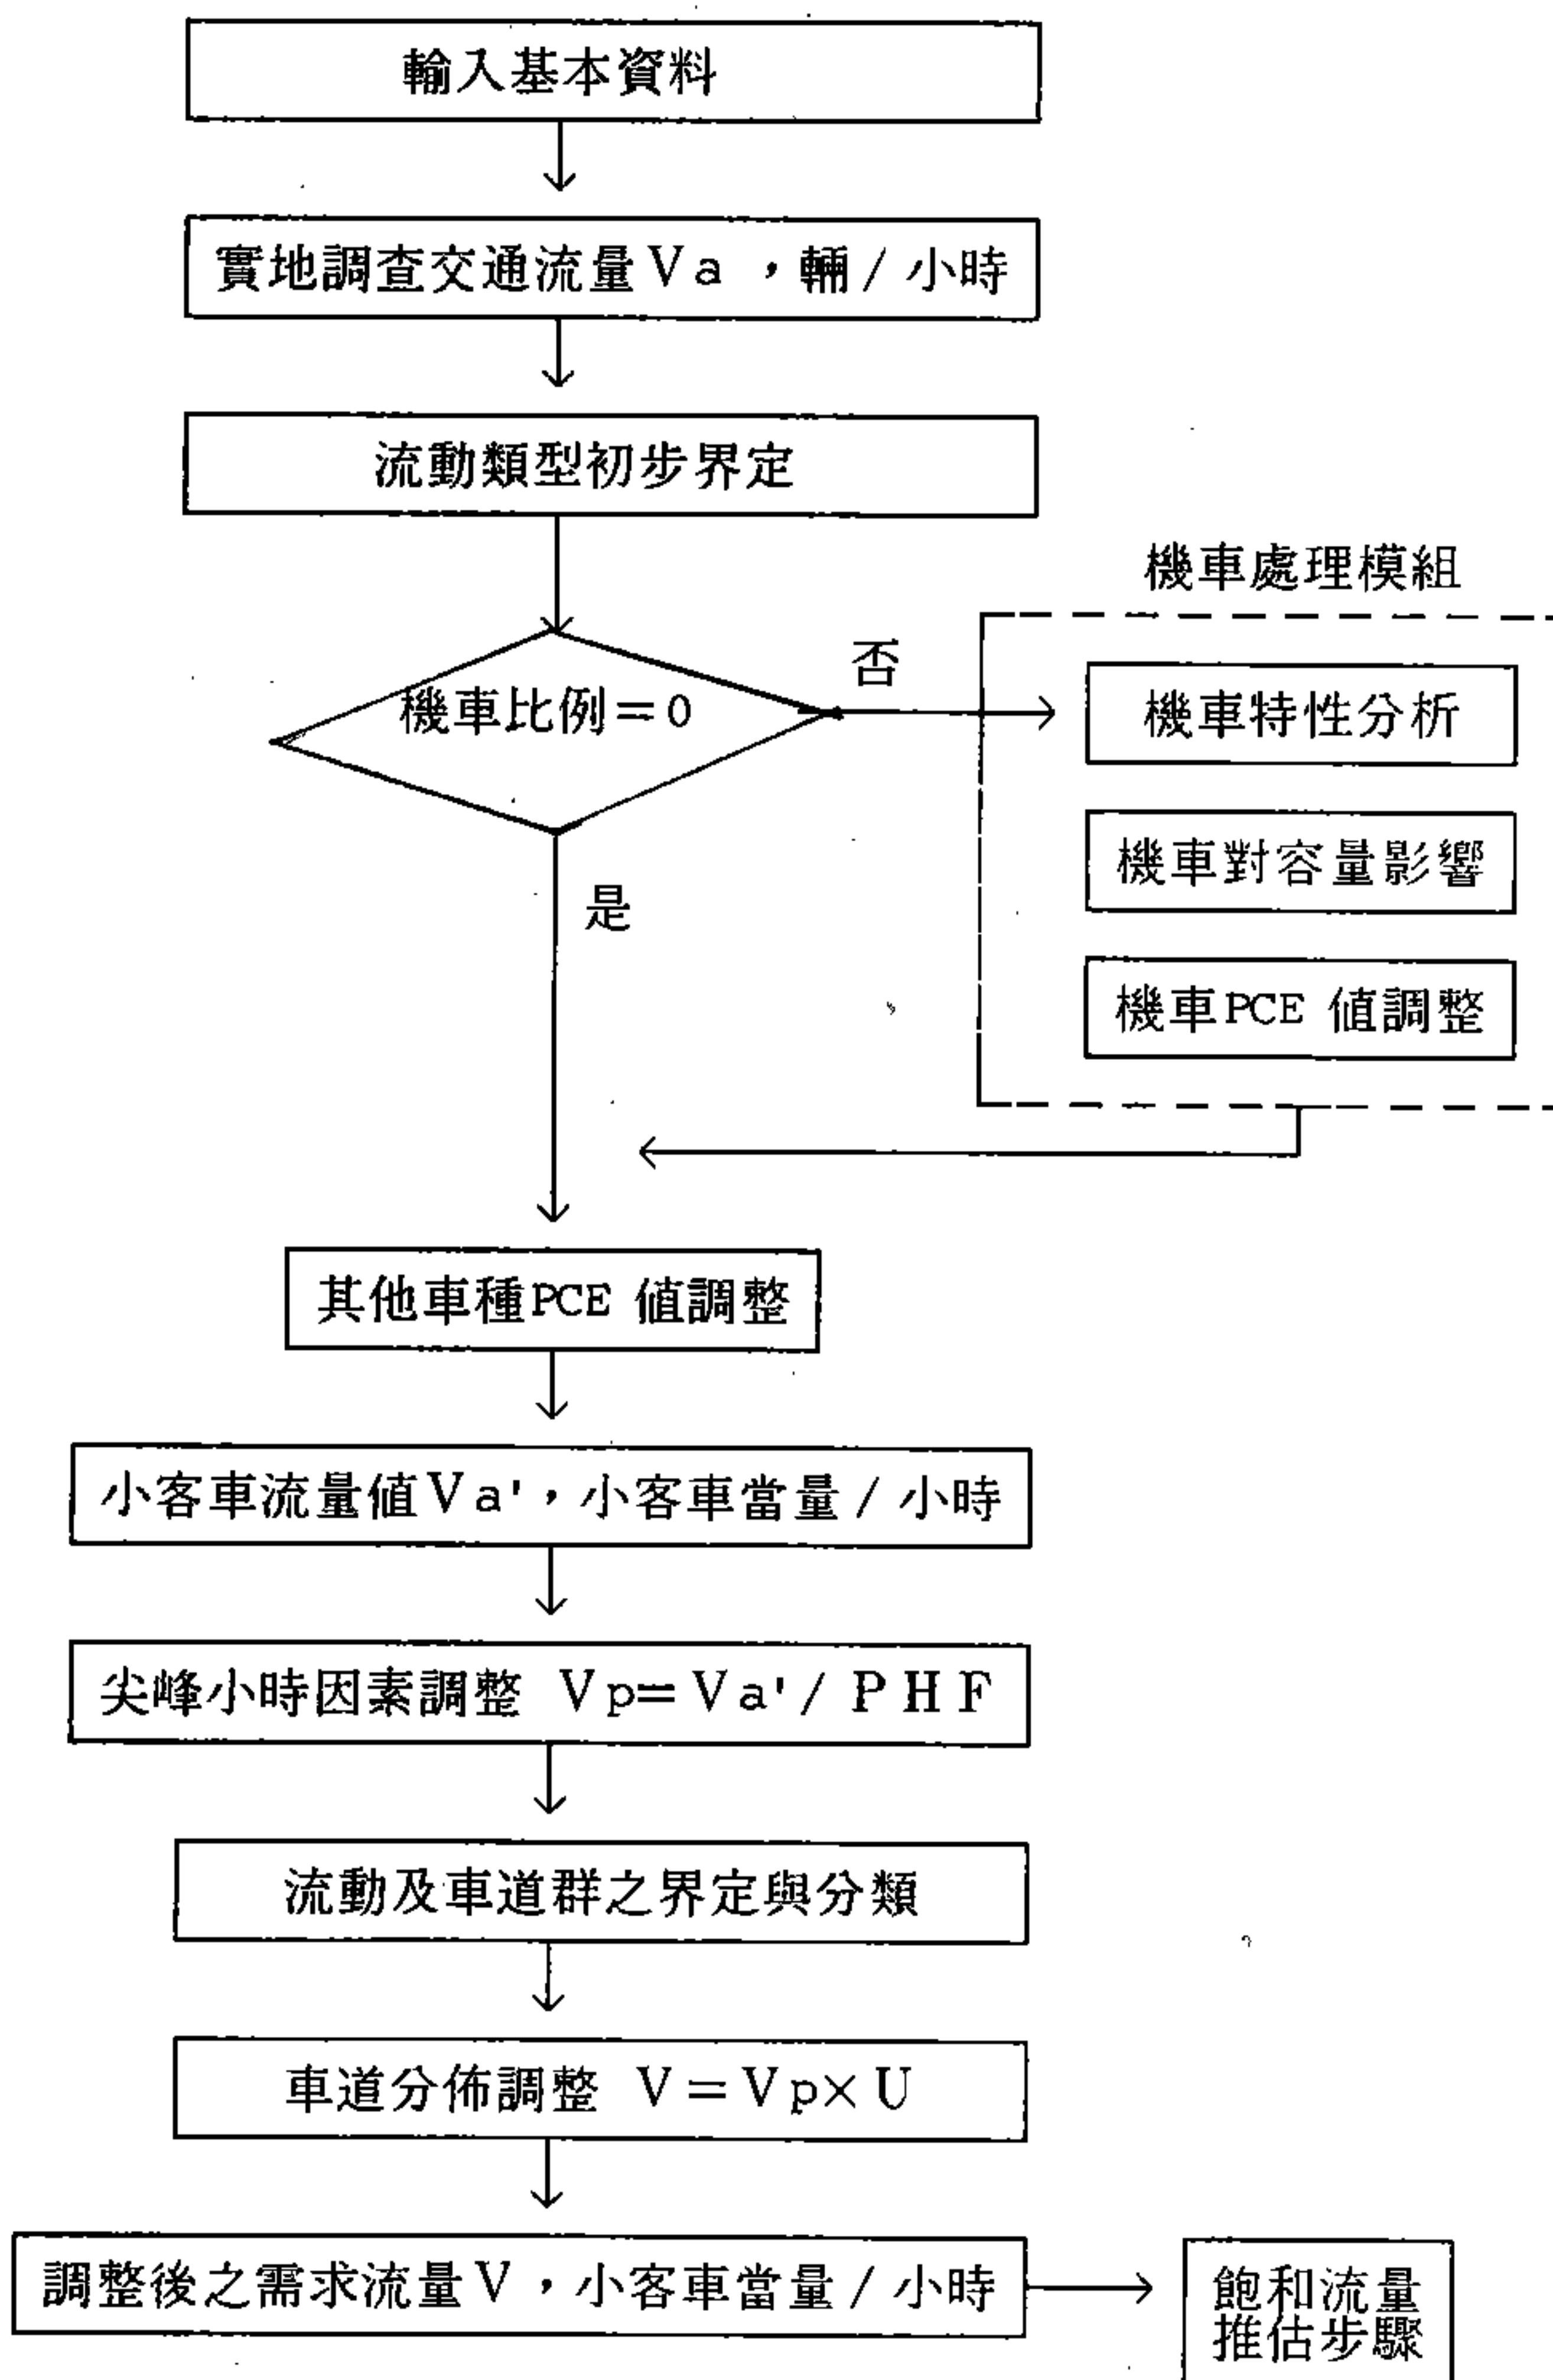 輸入基本資料
實地調查交通流量Va，輛/小時
流動類型初步界定
機車處理模組
否
機車比例＝0
機車特性分析
機車對容量影響
是
機車PCE 值調整
其他車種PCE 值調整
小客車流量值Va'，小客車當量/小時
尖峰小時因素調整 Vp＝Va'/PHF
流動及車道群之界定與分類
車道分佈調整 V＝Vp×U
調整後之需求流量V，小客車當量/小時
飽和流量
推估步驟